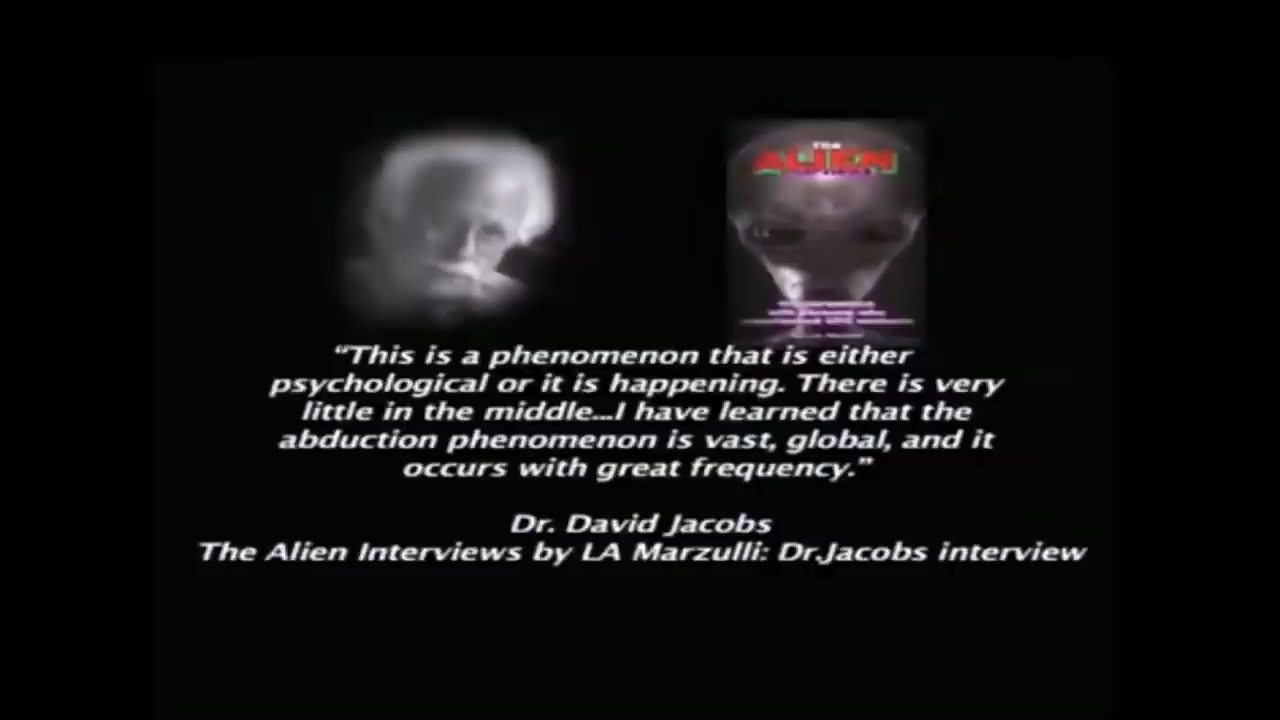 THE
ALIEN
"This is a phenomenon that is either
psychological or it is happening. There is very
little in the middle...I have learned that the
abduction phenomenon is vast, global, and it
occurs with great frequency."
Dr. David Jacobs
The Alien Interviews by LA Marzulli: Dr.Jacobs interview